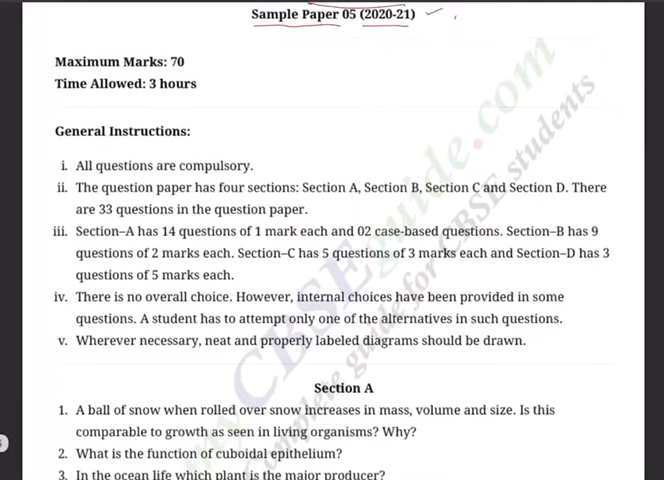 Sample Paper 05 (2020-21)
Maximum Marks: 70
Time Allowed: 3 hours
General Instructions:
i. All questions are compulsory.
ii. The question paper has four sections: Section A, Section B, Section C and Section D. There
are 33 questions in the question paper.
iii. Section–A has 14 questions of 1 mark each and 02 case-based questions. Section–B has 9
questions of 2 marks each. Section–C has 5 questions of 3 marks each and Section–D has 3
questions of 5 marks each.
iv. There is no overall choice. However, internal choices have been provided in some
questions. A student has to attempt only one of the alternatives in such questions.
v. Wherever necessary, neat and properly labeled diagrams should be drawn.
Section A
1. A ball of snow when rolled over snow increases in mass, volume and size. Is this
comparable to growth as seen in living organisms? Why?
2. What is the function of cuboidal epithelium?
3. In the ocean life which plant is the major producer?
myCBSEguide.com
Complete guide for CBSE students